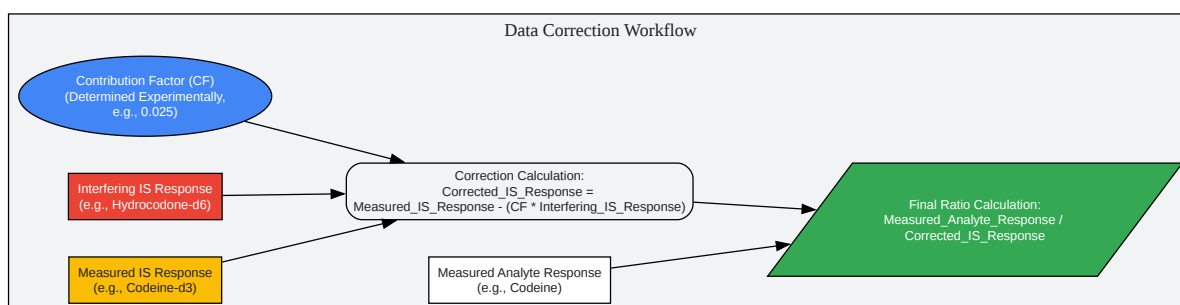 Data Correction Workflow
Contribution Factor (CF)
(Determined Experimentally,
e.g., 0.025)
Interfering IS Response
(e.g., Hydrocodone-d6)
Measured IS Response
(e.g., Codeine-d3)
Correction Calculation:
Corrected_IS_Response =
Measured_IS_Response - (CF * Interfering_IS_Response)
Measured Analyte Response
(e.g., Codeine)
Final Ratio Calculation:
Measured_Analyte_Response /
Corrected_IS_Response